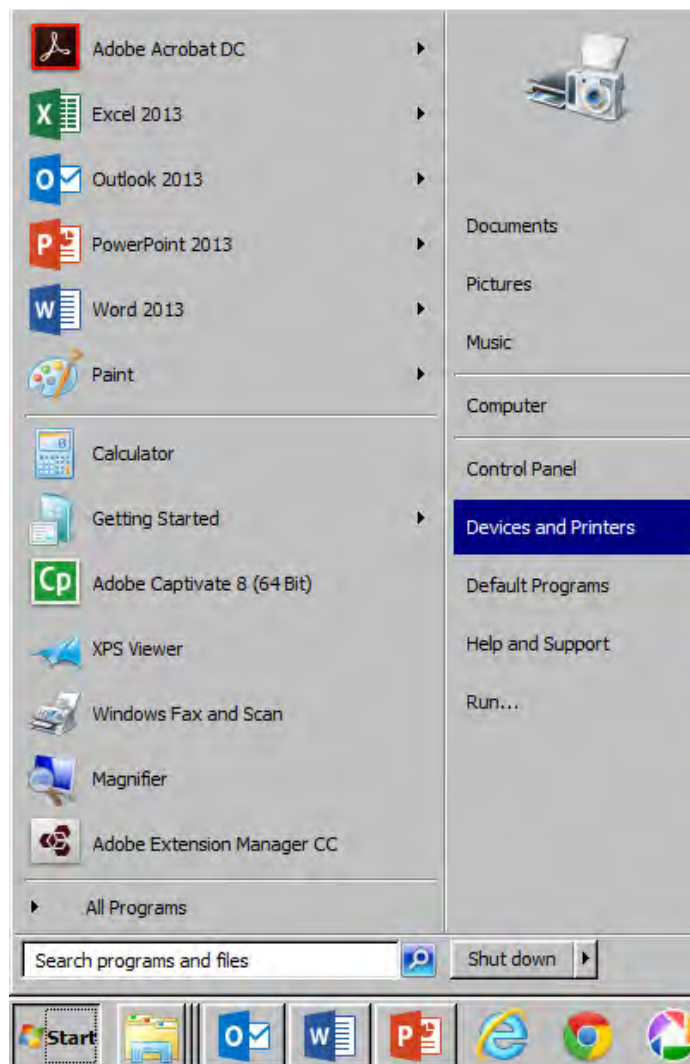 Adobe Acrobat DC
Excel 2013
Outlook 2013
PowerPoint 2013
Word 2013
Paint
Calculator
Getting Started
Adobe Captivate 8 (64 Bit)
XPS Viewer
Windows Fax and Scan
Magnifier
Adobe Extension Manager CC
All Programs
Search programs and files
Documents
Pictures
Music
Computer
Control Panel
Devices and Printers
Default Programs
Help and Support
Run...
Shut down
Start